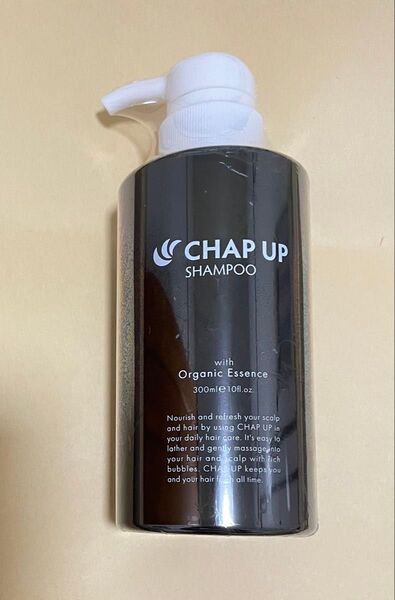 CHAP UP
SHAMPOO
with
Organic Essence
300ml℮10fl.oz.
Nourish and refresh your scalp
and hair by using CHAP UP in
your daily hair care. It's easy to
lather and gently massage into
your hair and scalp with rich
bubbles. CHAP UP keeps you
and your hair fresh all time.